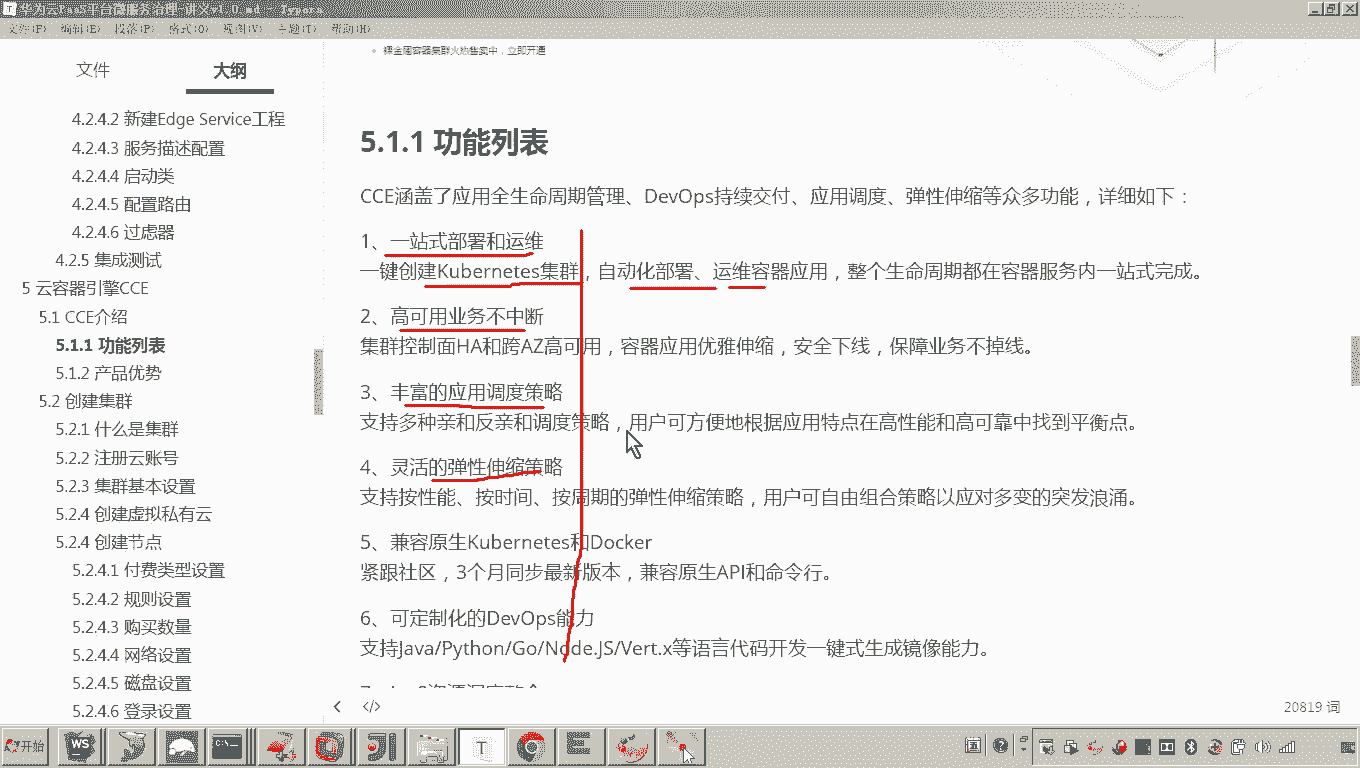 华为云PaaS平台微服务治理-讲义v1.0.md - Typora
文件(F) 编辑(E) 段落(P) 格式(O) 视图(V) 主题(T) 帮助(H)
文件 大纲
4.2.4.2 新建Edge Service工程
4.2.4.3 服务描述配置
4.2.4.4 启动类
4.2.4.5 配置路由
4.2.4.6 过虑器
4.2.5 集成测试
5 云容器引擎CCE
5.1 CCE介绍
5.1.1 功能列表
5.1.2 产品优势
5.2 创建集群
5.2.1 什么是集群
5.2.2 注册云账号
5.2.3 集群基本设置
5.2.4 创建虚拟私有云
5.2.4 创建节点
5.2.4.1 付费类型设置
5.2.4.2 规则设置
5.2.4.3 购买数量
5.2.4.4 网络设置
5.2.4.5 磁盘设置
5.2.4.6 登录设置
裸金属容器集群火热售卖中，立即开通
5.1.1 功能列表
CCE涵盖了应用全生命周期管理、DevOps持续交付、应用调度、弹性伸缩等众多功能，详细如下：
1、一站式部署和运维
一键创建Kubernetes集群，自动化部署、运维容器应用，整个生命周期都在容器服务内一站式完成。
2、高可用业务不中断
集群控制面HA和跨AZ高可用，容器应用优雅伸缩，安全下线，保障业务不掉线。
3、丰富的应用调度策略
支持多种亲和反亲和调度策略，用户可方便地根据应用特点在高性能和高可靠中找到平衡点。
4、灵活的弹性伸缩策略
支持按性能、按时间、按周期的弹性伸缩策略，用户可自由组合策略以应对多变的突发浪涌。
5、兼容原生Kubernetes和Docker
紧跟社区，3个月同步最新版本，兼容原生API和命令行。
6、可定制化的DevOps能力
支持Java/Python/Go/Node.JS/Vert.x等语言代码开发一键式生成镜像能力。
</> 20819 词
开始 WS T